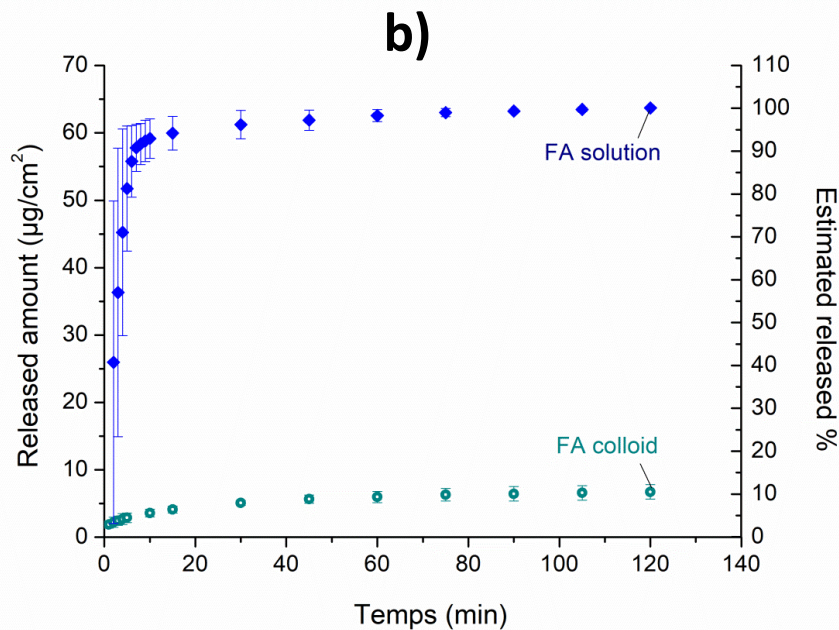 b)
70
60
50
40
30
20
10
0
Released amount (µg/cm²)
110
100
90
80
70
60
50
40
30
20
10
0
Estimated released %
FA solution
FA colloid
0 20 40 60 80 100 120 140
Temps (min)